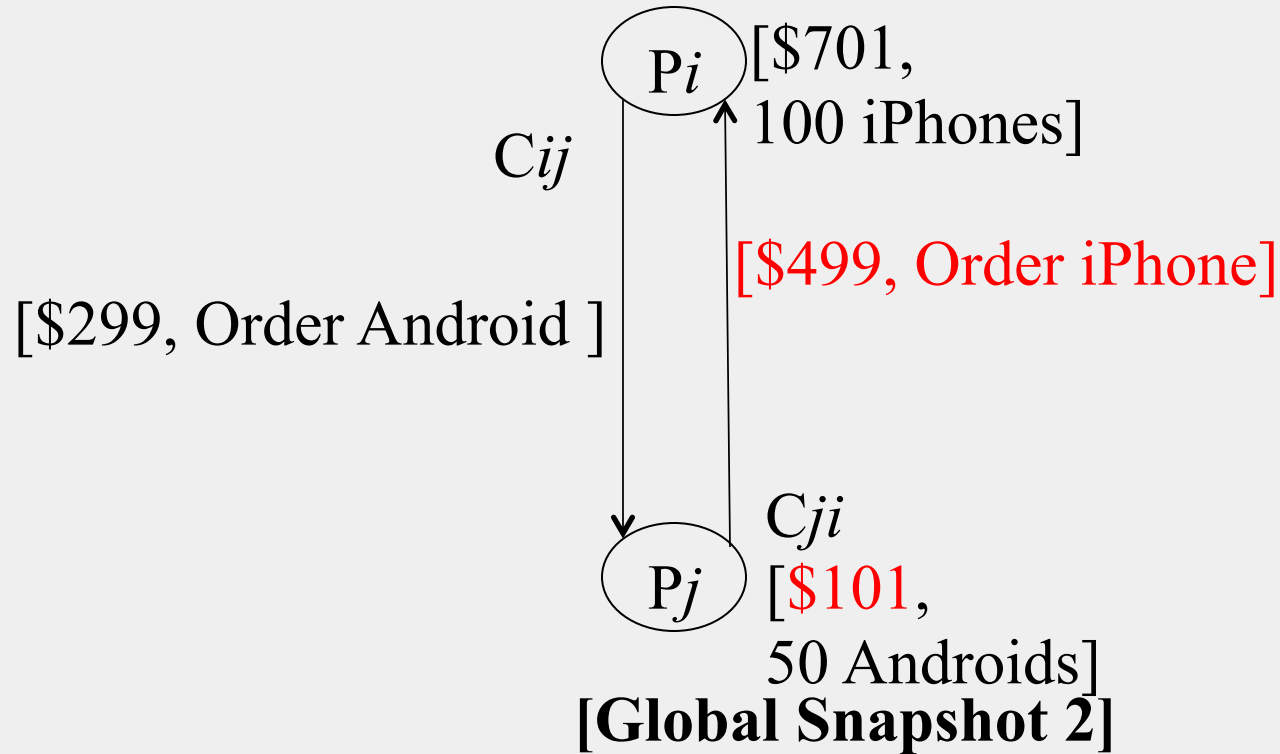 Pi
[$701,
100 iPhones]
Cij
[$499, Order iPhone]
[$299, Order Android ]
Cji
Pj
[$101,
50 Androids]
[Global Snapshot 2]